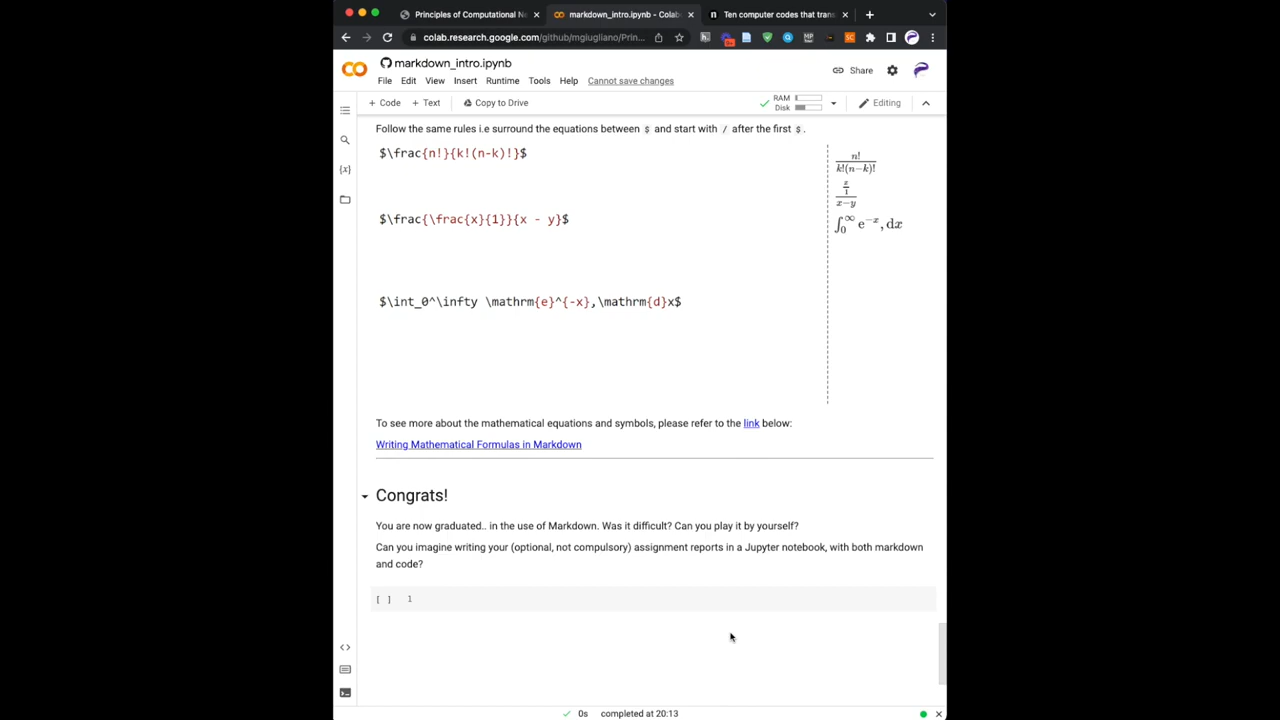 Principles of Computational Ne
markdown_intro.ipynb - Colab
Ten computer codes that trans
colab.research.google.com/github/mgiugliano/Prin...
markdown_intro.ipynb
File Edit View Insert Runtime Tools Help Cannot save changes
Share
+ Code + Text Copy to Drive
RAM
Disk
Editing
Follow the same rules i.e surround the equations between $ and start with / after the first $ .
$\frac{n!}{k!(n-k)!}$
n!
k!(n−k)!
$\frac{\frac{x}{1}}{x - y}$
x
1
x−y
$\int_0^\infty \mathrm{e}^{-x},\mathrm{d}x$
∫₀^∞ e^−x, dx
To see more about the mathematical equations and symbols, please refer to the link below:
Writing Mathematical Formulas in Markdown
Congrats!
You are now graduated.. in the use of Markdown. Was it difficult? Can you play it by yourself?
Can you imagine writing your (optional, not compulsory) assignment reports in a Jupyter notebook, with both markdown
and code?
[ ] 1
0s completed at 20:13